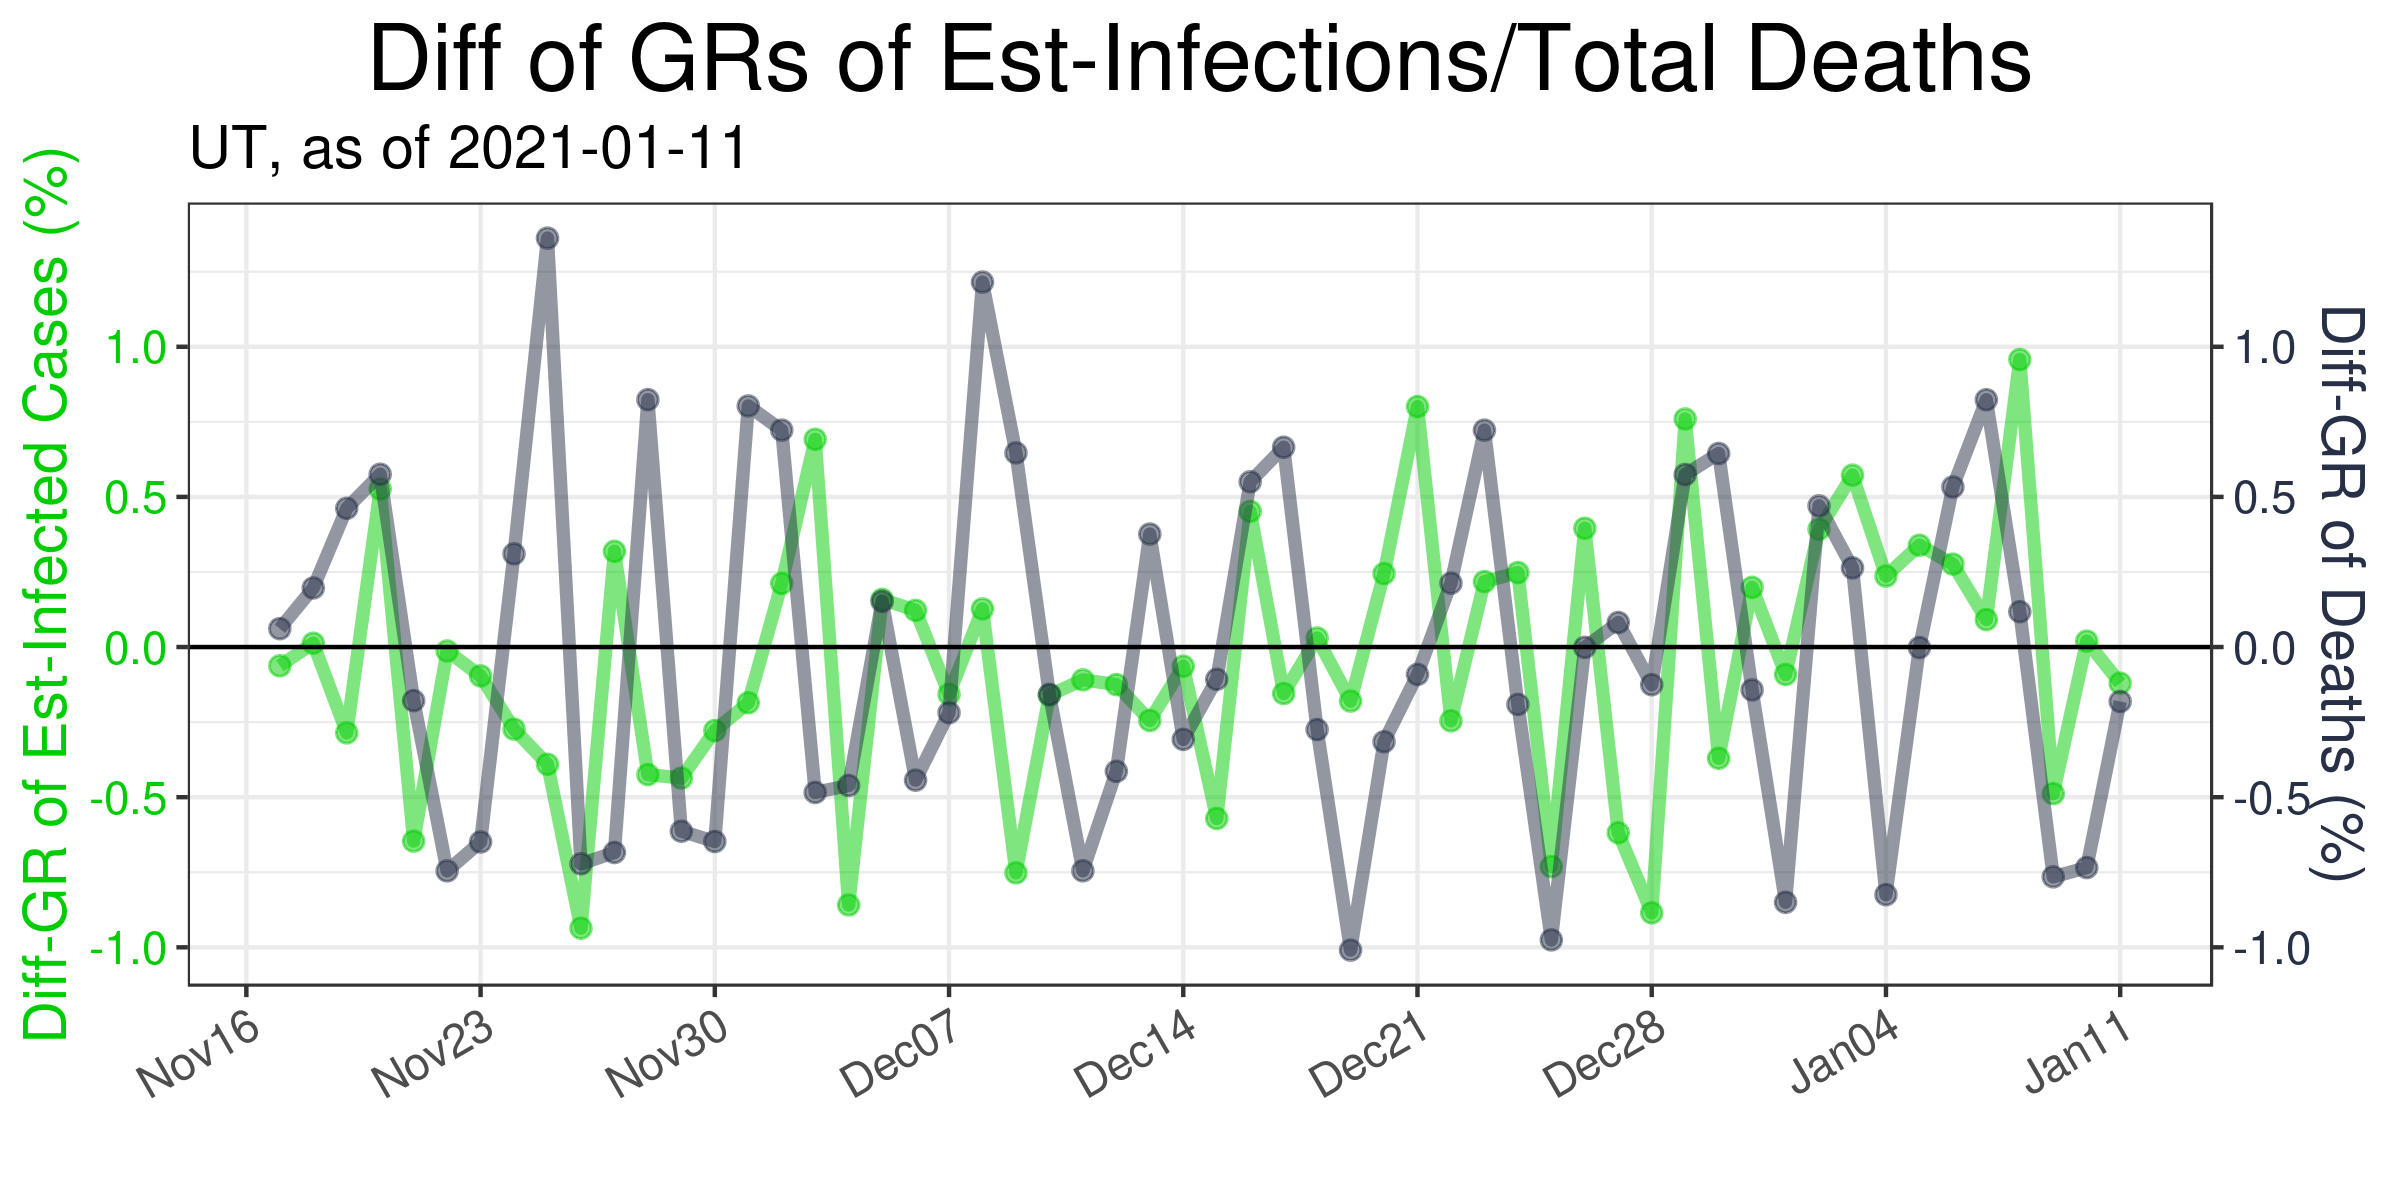 Diff of GRs of Est-Infections/Total Deaths
UT, as of 2021-01-11
Diff-GR of Est-Infected Cases (%)
1.0
0.5
0.0
-0.5
-1.0
1.0
0.5
0.0
-0.5
-1.0
Diff-GR of Deaths (%)
Nov16
Nov23
Nov30
Dec07
Dec14
Dec21
Dec28
Jan04
Jan11